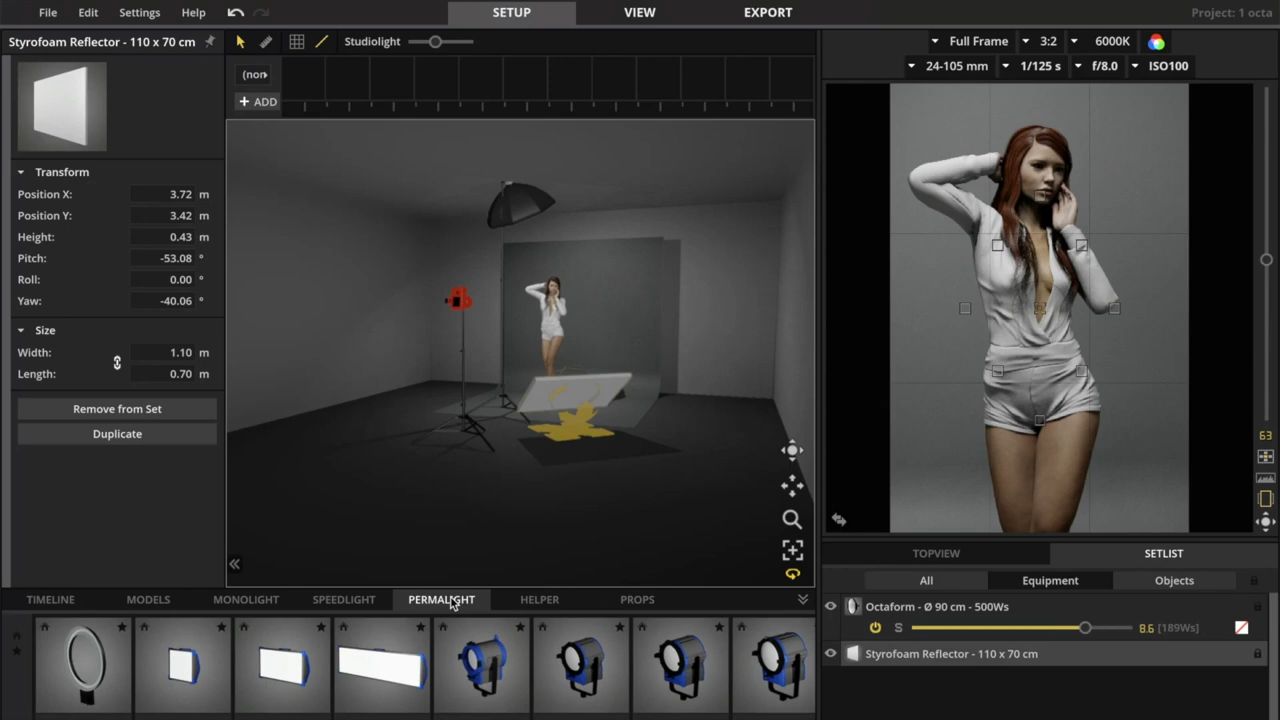 File Edit Settings Help SETUP VIEW EXPORT Project: 1 octa
Styrofoam Reflector - 110 x 70 cm
Studiolight
Full Frame 3:2 6000K
24-105 mm 1/125 s f/8.0 ISO100
(non
+ ADD
Transform
Position X: 3.72 m
Position Y: 3.42 m
Height: 0.43 m
Pitch: -53.08 °
Roll: 0.00 °
Yaw: -40.06 °
Size
Width: 1.10 m
Length: 0.70 m
Remove from Set
Duplicate
63
TOPVIEW SETLIST
All Equipment Objects
Octaform - Ø 90 cm - 500Ws
S 8.6 [189Ws]
Styrofoam Reflector - 110 x 70 cm
TIMELINE MODELS MONOLIGHT SPEEDLIGHT PERMALIGHT HELPER PROPS